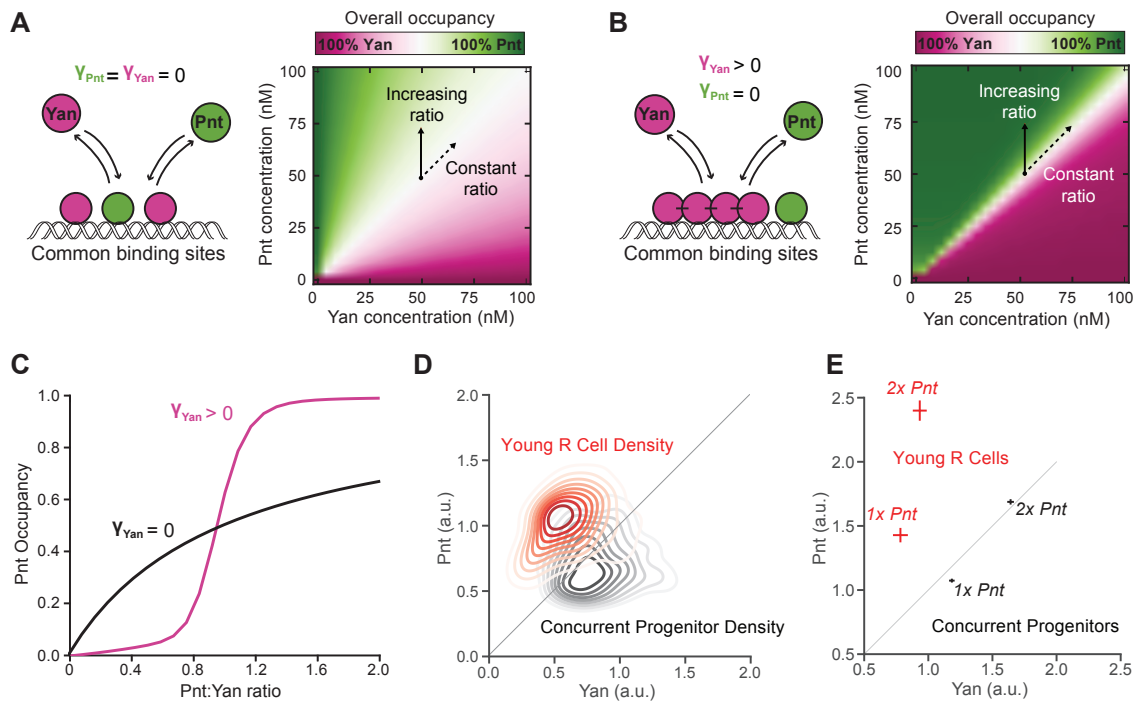 A
γPnt = γYan = 0
Yan
Pnt
Common binding sites
Overall occupancy
100% Yan
100% Pnt
Pnt concentration (nM)
100
75
50
25
0
Increasing
ratio
Constant
ratio
0
25
50
75
100
Yan concentration (nM)
B
γYan > 0
γPnt = 0
Yan
Pnt
Common binding sites
Overall occupancy
100% Yan
100% Pnt
Pnt concentration (nM)
100
75
50
25
0
Increasing
ratio
Constant
ratio
0
25
50
75
100
Yan concentration (nM)
C
Pnt Occupancy
1.0
0.8
0.6
0.4
0.2
0.0
γYan > 0
γYan = 0
0
0.4
0.8
1.2
1.6
2.0
Pnt:Yan ratio
D
Pnt (a.u.)
2.0
1.5
1.0
0.5
0.0
Young R Cell Density
Concurrent Progenitor Density
0.0
0.5
1.0
1.5
2.0
Yan (a.u.)
E
Pnt (a.u.)
2.5
2.0
1.5
1.0
0.5
2x Pnt
Young R Cells
1x Pnt
2x Pnt
1x Pnt
Concurrent Progenitors
0.5
1.0
1.5
2.0
2.5
Yan (a.u.)